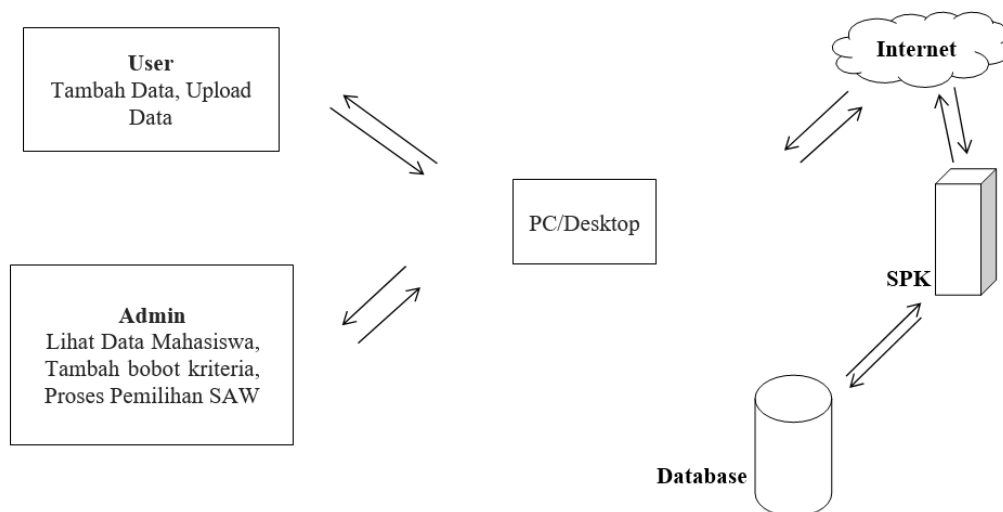 User
Tambah Data, Upload
Data
Internet
PC/Desktop
SPK
Admin
Lihat Data Mahasiswa,
Tambah bobot kriteria,
Proses Pemilihan SAW
Database